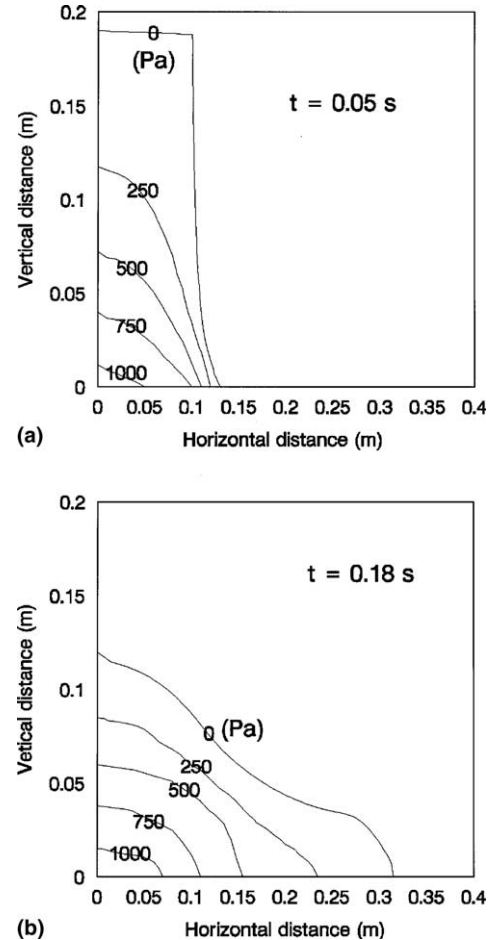 0.2
0
(Pa)
t = 0.05 s
0.15
Vertical distance (m)
250
0.1
500
0.05
750
1000
0
0 0.05 0.1 0.15 0.2 0.25 0.3 0.35 0.4
(a)
Horizontal distance (m)
0.2
t = 0.18 s
0.15
Vetical distance (m)
0.1
0 (Pa)
250
0.05
500
750
1000
0
0 0.05 0.1 0.15 0.2 0.25 0.3 0.35 0.4
(b)
Horizontal distance (m)